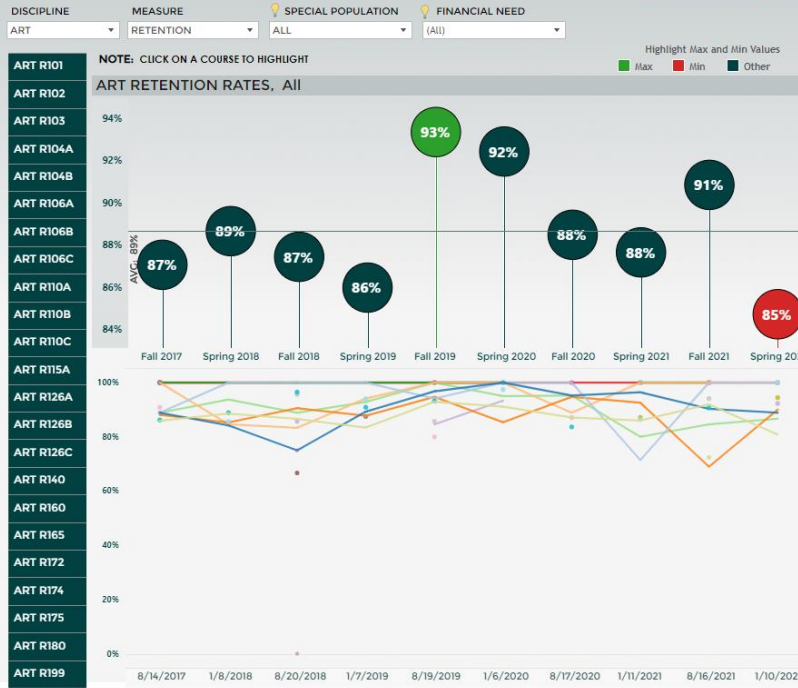 DISCIPLINE MEASURE SPECIAL POPULATION FINANCIAL NEED
ART RETENTION ALL (All)
NOTE: CLICK ON A COURSE TO HIGHLIGHT
Highlight Max and Min Values
Max Min Other
ART RETENTION RATES, All
ART R101
ART R102
ART R103
ART R104A
ART R104B
ART R106A
ART R106B
ART R106C
ART R110A
ART R110B
ART R110C
ART R115A
ART R126A
ART R126B
ART R126C
ART R140
ART R160
ART R165
ART R172
ART R174
ART R175
ART R180
ART R199
94%
92%
90%
88%
86%
84%
AVG: 89%
87% 89% 87% 86% 93% 92% 88% 88% 91% 85%
Fall 2017 Spring 2018 Fall 2018 Spring 2019 Fall 2019 Spring 2020 Fall 2020 Spring 2021 Fall 2021 Spring 202
100%
80%
60%
40%
20%
0%
8/14/2017 1/8/2018 8/20/2018 1/7/2019 8/19/2019 1/6/2020 8/17/2020 1/11/2021 8/16/2021 1/10/202